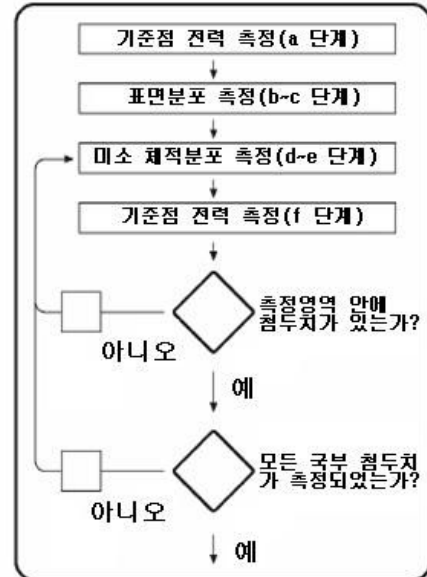 기준점 전력 측정(a 단계)
표면분포 측정(b~c 단계)
미소 체적분포 측정(d~e 단계)
기준점 전력 측정(f 단계)
측정영역 안에
첨두치가 있는가?
아니오
예
모든 국부 첨두치
가 측정되었는가?
아니오
예